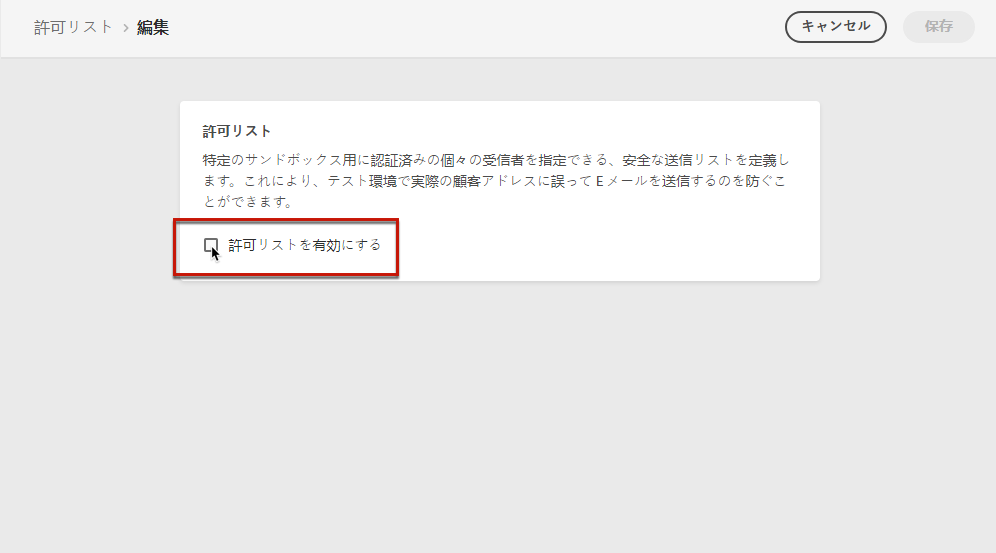 許可リスト › 編集
キャンセル
保存
許可リスト
特定のサンドボックス用に認証済みの個々の受信者を指定できる、安全な送信リストを定義し
ます。これにより、テスト環境で実際の顧客アドレスに誤って E メールを送信するのを防ぐこ
とができます。
許可リストを有効にする